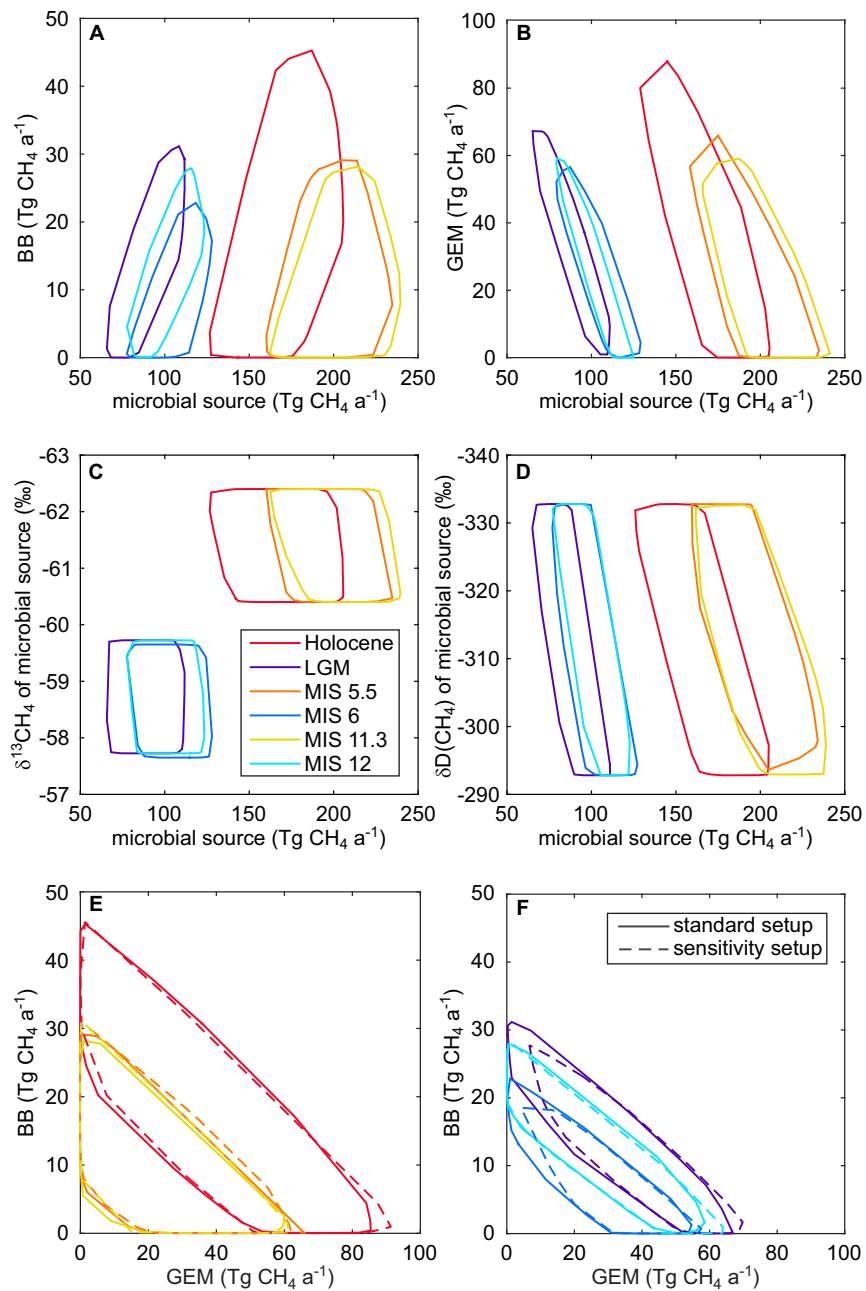 A
50
40
30
20
10
0
BB (Tg CH₄ a⁻¹)
50 100 150 200 250
microbial source (Tg CH₄ a⁻¹)
B
100
80
60
40
20
0
GEM (Tg CH₄ a⁻¹)
50 100 150 200 250
microbial source (Tg CH₄ a⁻¹)
C
-63
-62
-61
-60
-59
-58
-57
δ¹³CH₄ of microbial source (‰)
Holocene
LGM
MIS 5.5
MIS 6
MIS 11.3
MIS 12
50 100 150 200 250
microbial source (Tg CH₄ a⁻¹)
D
-340
-330
-320
-310
-300
-290
δD(CH₄) of microbial source (‰)
50 100 150 200 250
microbial source (Tg CH₄ a⁻¹)
E
50
40
30
20
10
0
BB (Tg CH₄ a⁻¹)
0 20 40 60 80 100
GEM (Tg CH₄ a⁻¹)
F
standard setup
sensitivity setup
50
40
30
20
10
0
BB (Tg CH₄ a⁻¹)
0 20 40 60 80 100
GEM (Tg CH₄ a⁻¹)